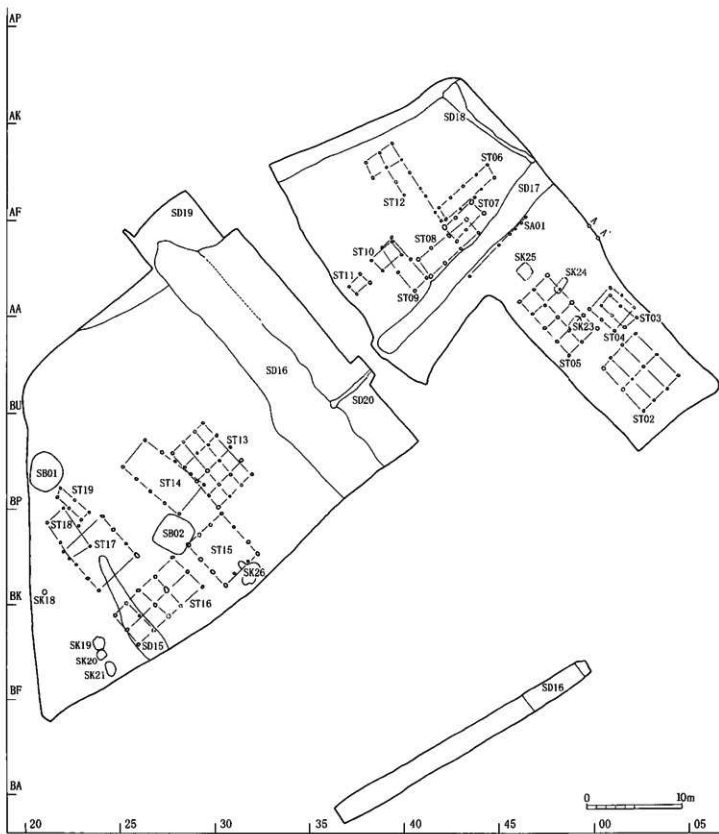 AP
AK
AF
AA
BU
BP
BK
BF
BA
SD18
ST06
SD17
ST12
ST07
SA01
ST08
A
A'
SD19
ST10
SK25
SK24
ST11
ST09
ST03
SK23
ST04
ST05
SD16
SD20
ST02
ST13
SB01
ST14
ST19
ST18
SB02
ST17
ST15
SK26
SK18
ST16
SK19
SD15
SK20
SK21
SD16
0 10m
20 25 30 35 40 45 00 05